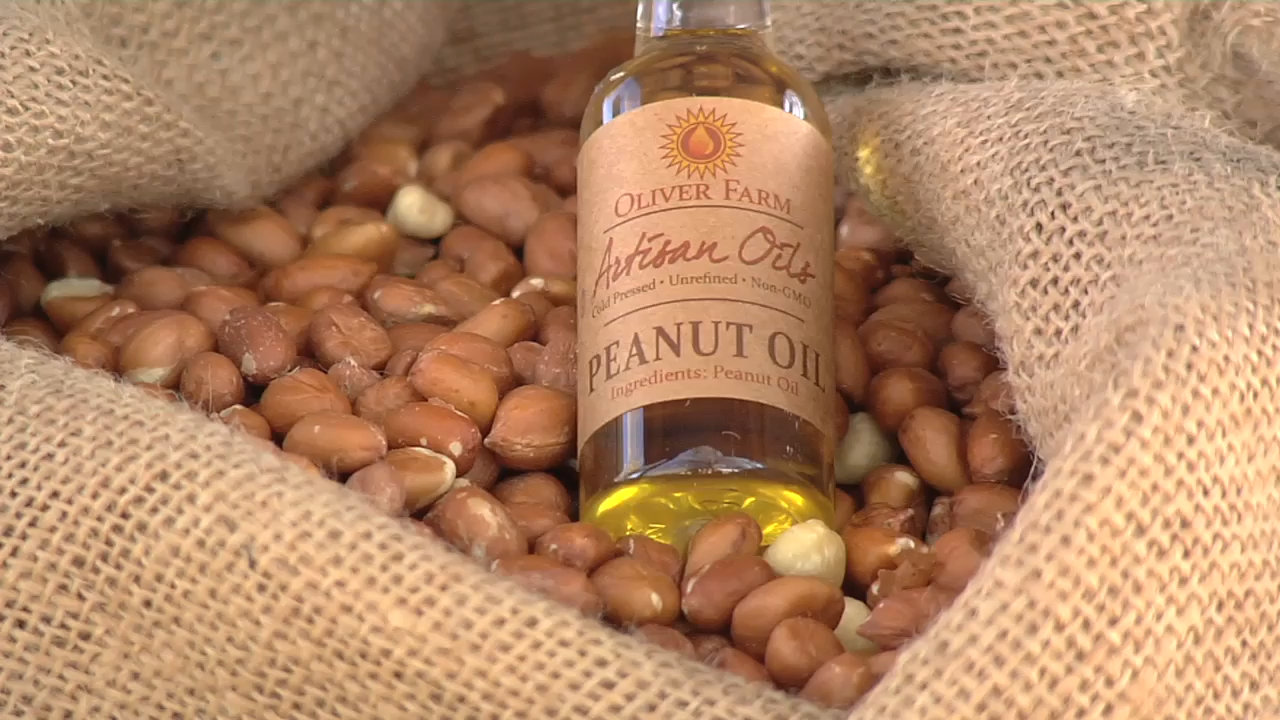 OLIVER FARM
Artisan Oils
Cold Pressed • Unrefined • Non-GMO
PEANUT OIL
Ingredients: Peanut Oil